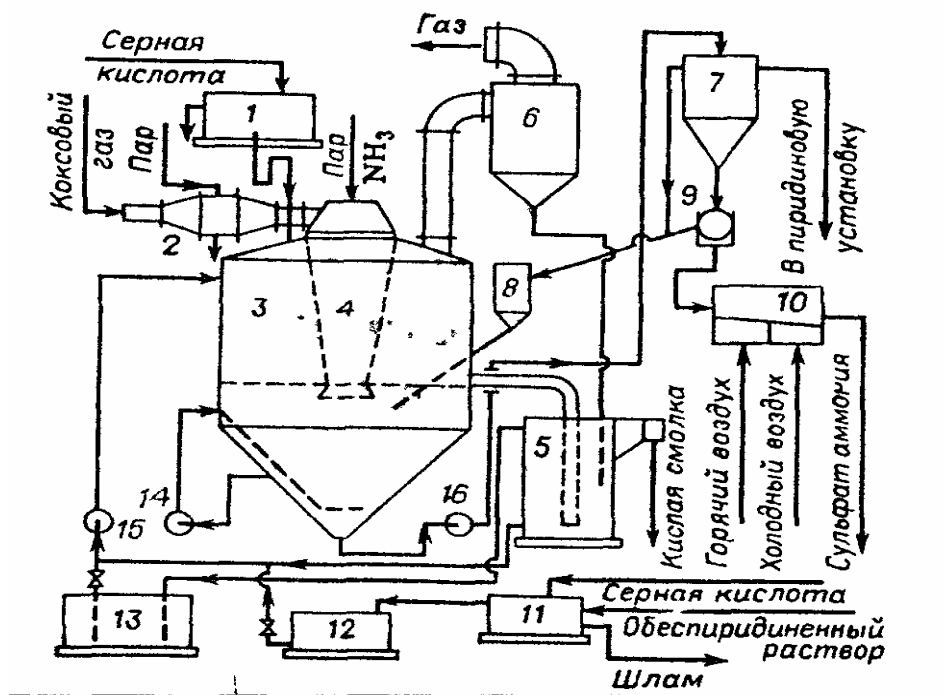 Серная
кислота
Газ
Коксовый
газ
Пар
Пар
NH3
1
2
3
4
5
6
7
8
9
10
В пиридиновую
установку
Кислая смолка
Горячий воздух
Холодный воздух
Сульфат аммония
14
15
16
13
12
11
Серная кислота
Обеспиридиненный
раствор
Шлам